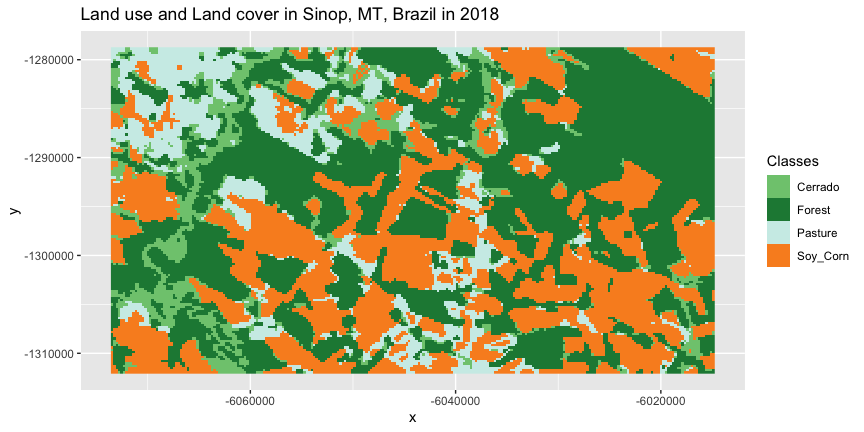 Land use and Land cover in Sinop, MT, Brazil in 2018
-1280000
-1290000
-1300000
-1310000
y
-6060000
-6040000
-6020000
x
Classes
Cerrado
Forest
Pasture
Soy_Corn